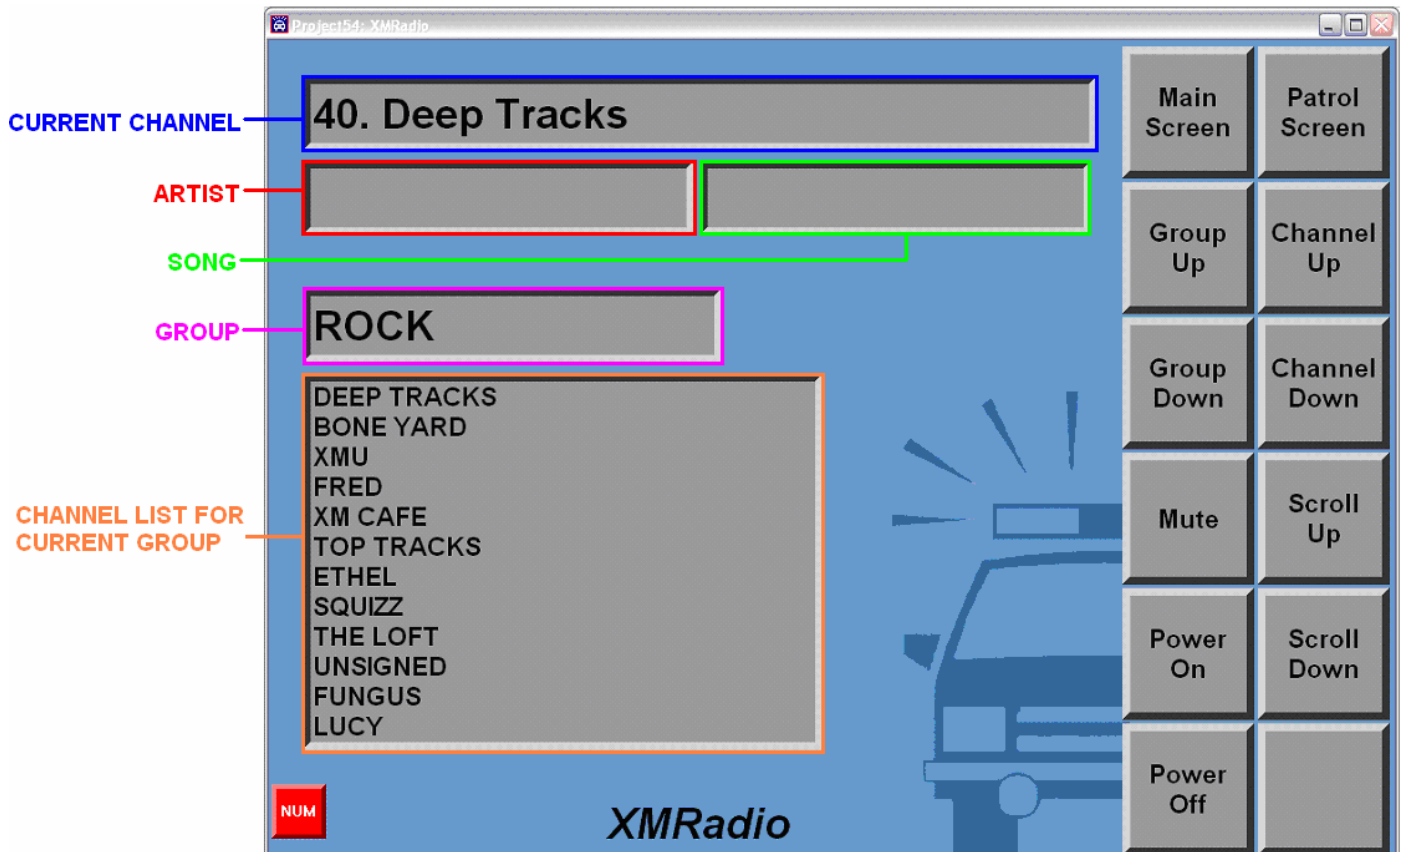 Project54: XMRadio
CURRENT CHANNEL
40. Deep Tracks
ARTIST
SONG
GROUP
ROCK
CHANNEL LIST FOR
CURRENT GROUP
DEEP TRACKS
BONE YARD
XMU
FRED
XM CAFE
TOP TRACKS
ETHEL
SQUIZZ
THE LOFT
UNSIGNED
FUNGUS
LUCY
NUM
XMRadio
Main
Screen
Patrol
Screen
Group
Up
Channel
Up
Group
Down
Channel
Down
Mute
Scroll
Up
Power
On
Scroll
Down
Power
Off